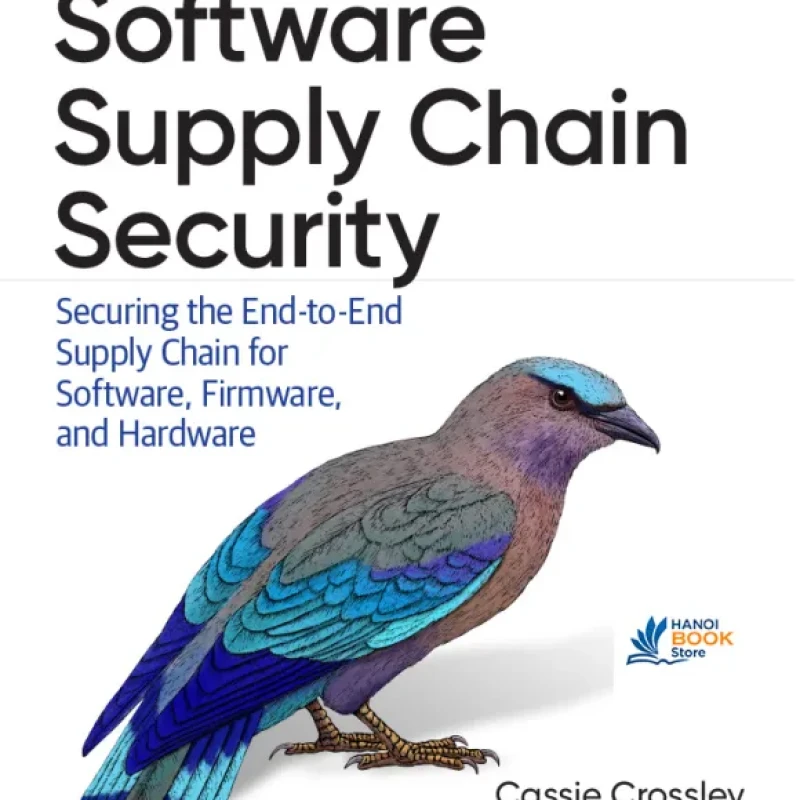 Software
Supply Chain
Security
Securing the End-to-End
Supply Chain for
Software, Firmware,
and Hardware
HANOI
BOOK
Store
Cassie Crossley